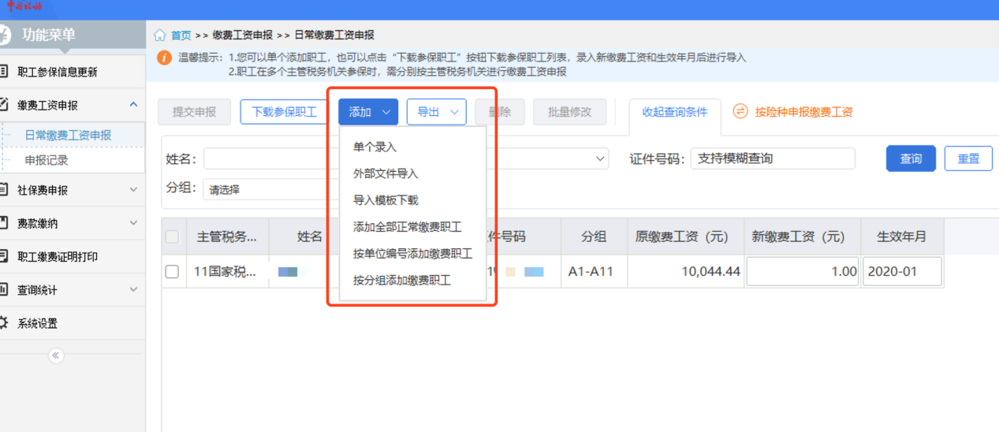 中国税务
功能菜单
首页 >> 缴费工资申报 >> 日常缴费工资申报
温馨提示：1.您可以单个添加职工，也可以点击“下载参保职工”按钮下载参保职工列表，录入新缴费工资和生效年月后进行导入
2.职工在多个主管税务机关参保时，需分别按主管税务机关进行缴费工资申报
职工参保信息更新
缴费工资申报
日常缴费工资申报
申报记录
社保费申报
费款缴纳
职工缴费证明打印
查询统计
系统设置
提交申报 下载参保职工 添加 导出 删除 批量修改 收起查询条件 按险种申报缴费工资
单个录入
外部文件导入
导入模板下载
添加全部正常缴费职工
按单位编号添加缴费职工
按分组添加缴费职工
姓名： 证件号码： 支持模糊查询 查询 重置
分组： 请选择
主管税务... 姓名 件号码 分组 原缴费工资（元） 新缴费工资（元） 生效年月
11国家税... A1-A11 10,044.44 1.00 2020-01